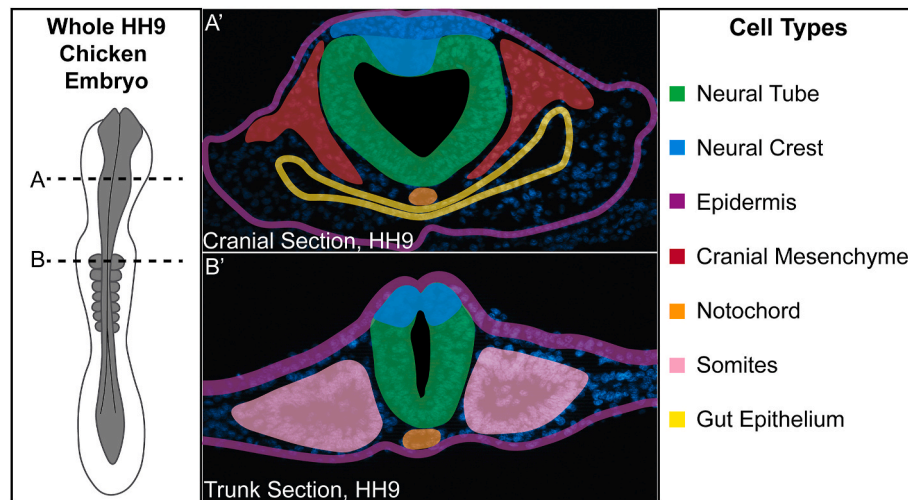 Whole HH9
Chicken
Embryo
A
B
A'
Cranial Section, HH9
B'
Trunk Section, HH9
Cell Types
Neural Tube
Neural Crest
Epidermis
Cranial Mesenchyme
Notochord
Somites
Gut Epithelium